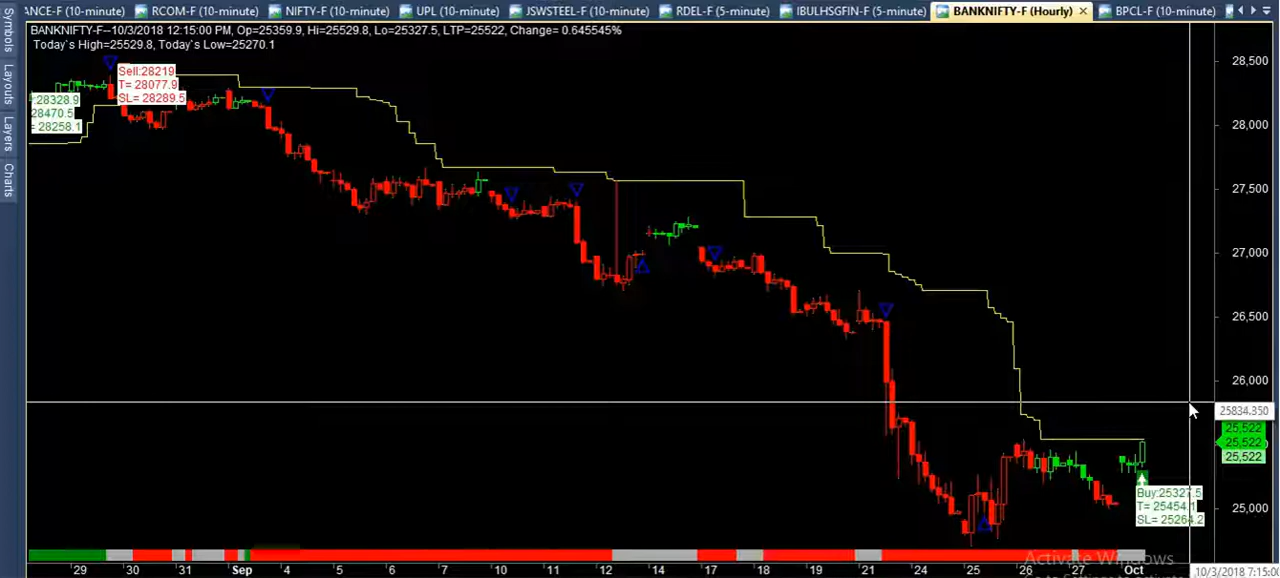 ANCE-F (10-minute) RCOM-F (10-minute) NIFTY-F (10-minute) UPL (10-minute) JSWSTEEL-F (10-minute) RDEL-F (5-minute) IBULHSGFIN-F (5-minute) BANKNIFTY-F (Hourly) BPCL-F (10-minute)
Symbols
Layouts
Layers
Charts
BANKNIFTY-F--10/3/2018 12:15:00 PM, Op=25359.9, Hi=25529.8, Lo=25327.5, LTP=25522, Change= 0.645545%
Today`s High=25529.8, Today`s Low=25270.1
Sell:28219
T= 28077.9
SL= 28289.5
:28328.9
28470.5
= 28258.1
28,500
28,000
27,500
27,000
26,500
26,000
25834.350
25,522
25,522
25,522
25,000
Buy:25327.5
T= 25454.1
SL= 25264.2
Activate Windows
29 30 31 Sep 4 5 6 7 10 11 12 14 17 18 19 21 24 25 26 27 Oct
10/3/2018 7:15:00